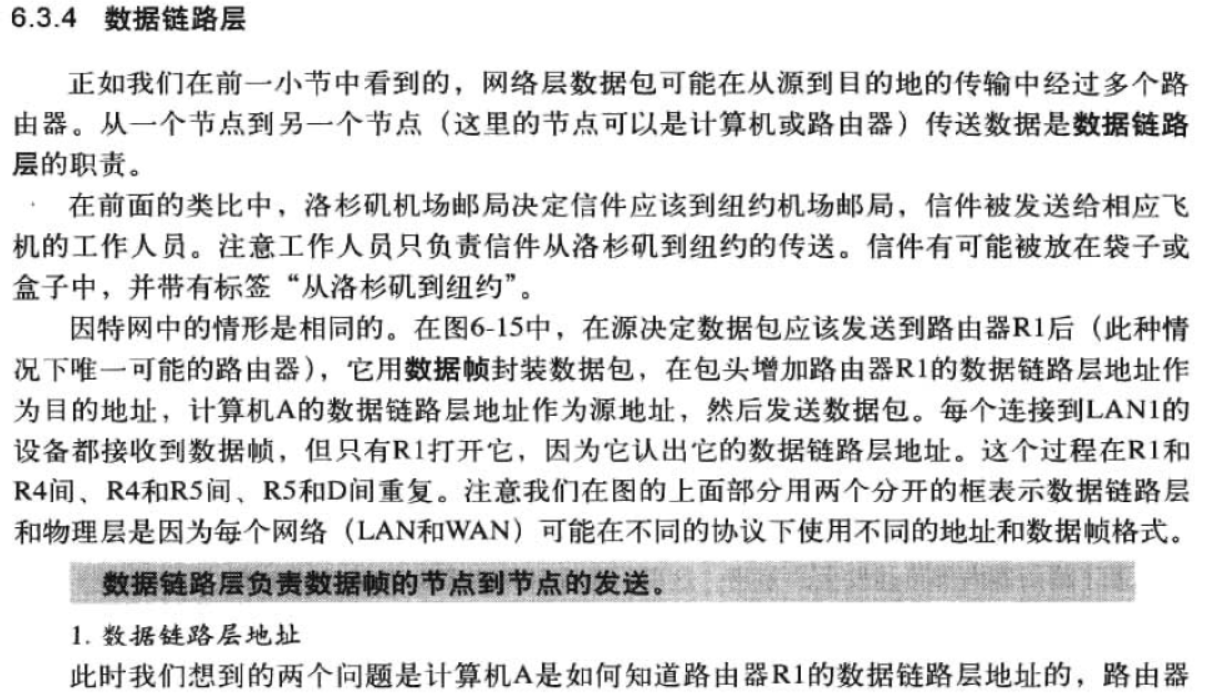 6.3.4 数据链路层
正如我们在前一小节中看到的，网络层数据包可能在从源到目的地的传输中经过多个路
由器。从一个节点到另一个节点（这里的节点可以是计算机或路由器）传送数据是数据链路
层的职责。
在前面的类比中，洛杉矶机场邮局决定信件应该到纽约机场邮局，信件被发送给相应飞
机的工作人员。注意工作人员只负责信件从洛杉矶到纽约的传送。信件有可能被放在袋子或
盒子中，并带有标签“从洛杉矶到纽约”。
因特网中的情形是相同的。在图6-15中，在源决定数据包应该发送到路由器R1后（此种情
况下唯一可能的路由器），它用数据帧封装数据包，在包头增加路由器R1的数据链路层地址作
为目的地址，计算机A的数据链路层地址作为源地址，然后发送数据包。每个连接到LAN1的
设备都接收到数据帧，但只有R1打开它，因为它认出它的数据链路层地址。这个过程在R1和
R4间、R4和R5间、R5和D间重复。注意我们在图的上面部分用两个分开的框表示数据链路层
和物理层是因为每个网络（LAN和WAN）可能在不同的协议下使用不同的地址和数据帧格式。
数据链路层负责数据帧的节点到节点的发送。
1. 数据链路层地址
此时我们想到的两个问题是计算机A是如何知道路由器R1的数据链路层地址的，路由器